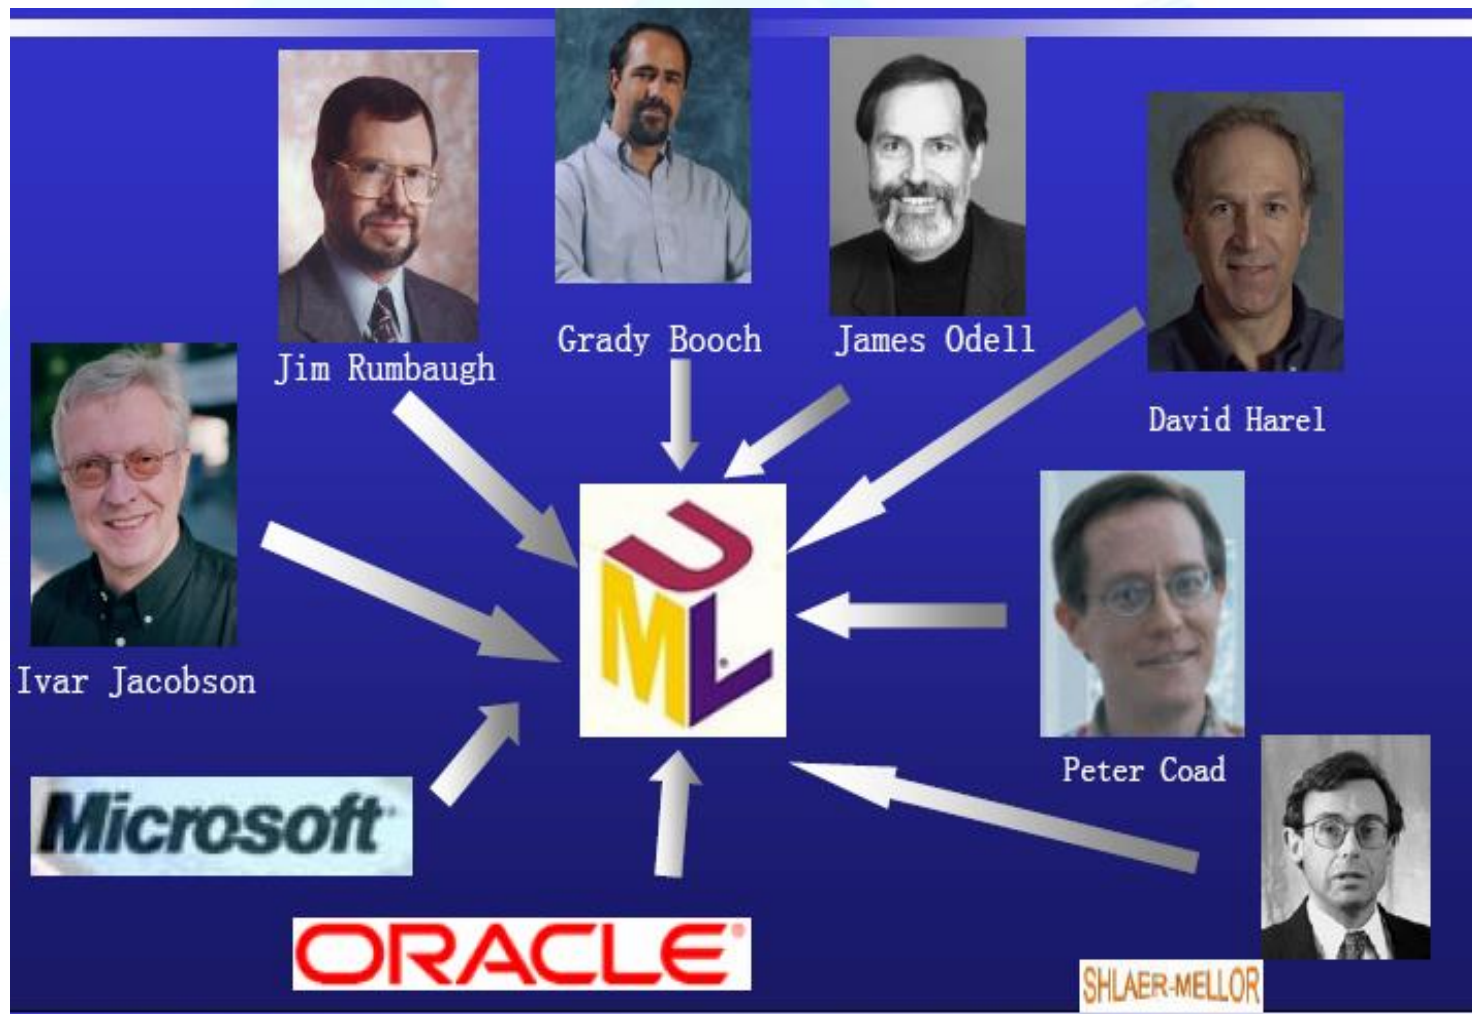 Grady Booch
James Odell
Jim Rumbaugh
David Harel
UML
Ivar Jacobson
Peter Coad
Microsoft
ORACLE
SHLAER-MELLOR